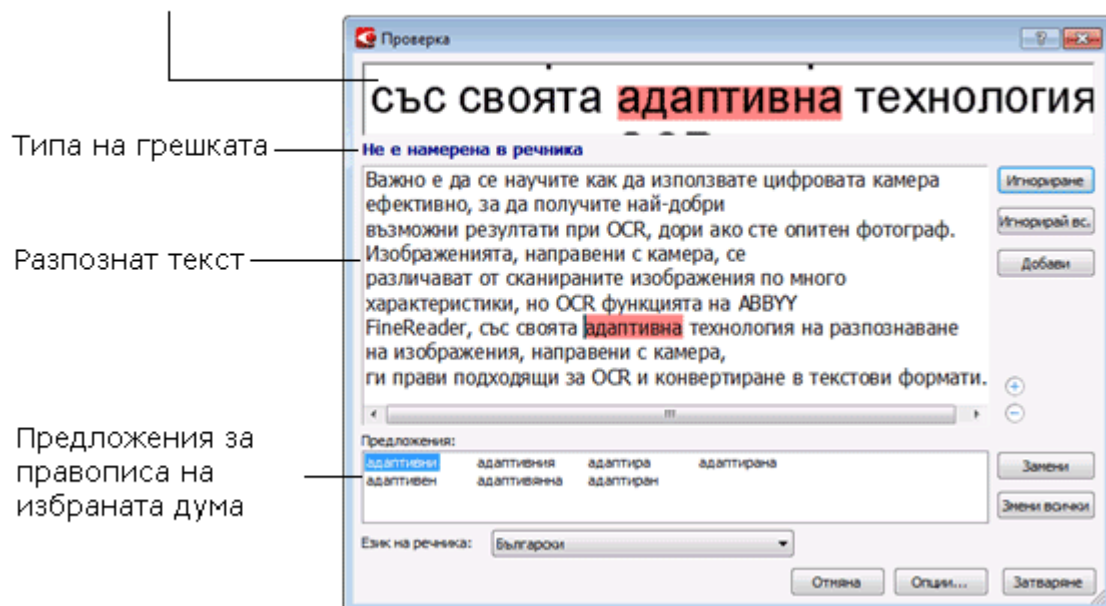 Проверка
със своята адаптивна технология
Типа на грешката
Не е намерена в речника
Важно е да се научите как да използвате цифровата камера
ефективно, за да получите най-добри
възможни резултати при OCR, дори ако сте опитен фотограф.
Изображенията, направени с камера, се
различават от сканираните изображения по много
характеристики, но OCR функцията на ABBYY
FineReader, със своята адаптивна технология на разпознаване
на изображения, направени с камера,
ги прави подходящи за OCR и конвертиране в текстови формати.
Разпознат текст
Игнориране
Игнорирай вс.
Добави
Предложения за
правописа на
избраната дума
Предложения:
адаптивни адаптивния адаптира адаптирана
адаптивен адаптивянна адаптиран
Замени
Змени всички
Език на речника: Български
Отмяна Опции... Затваряне